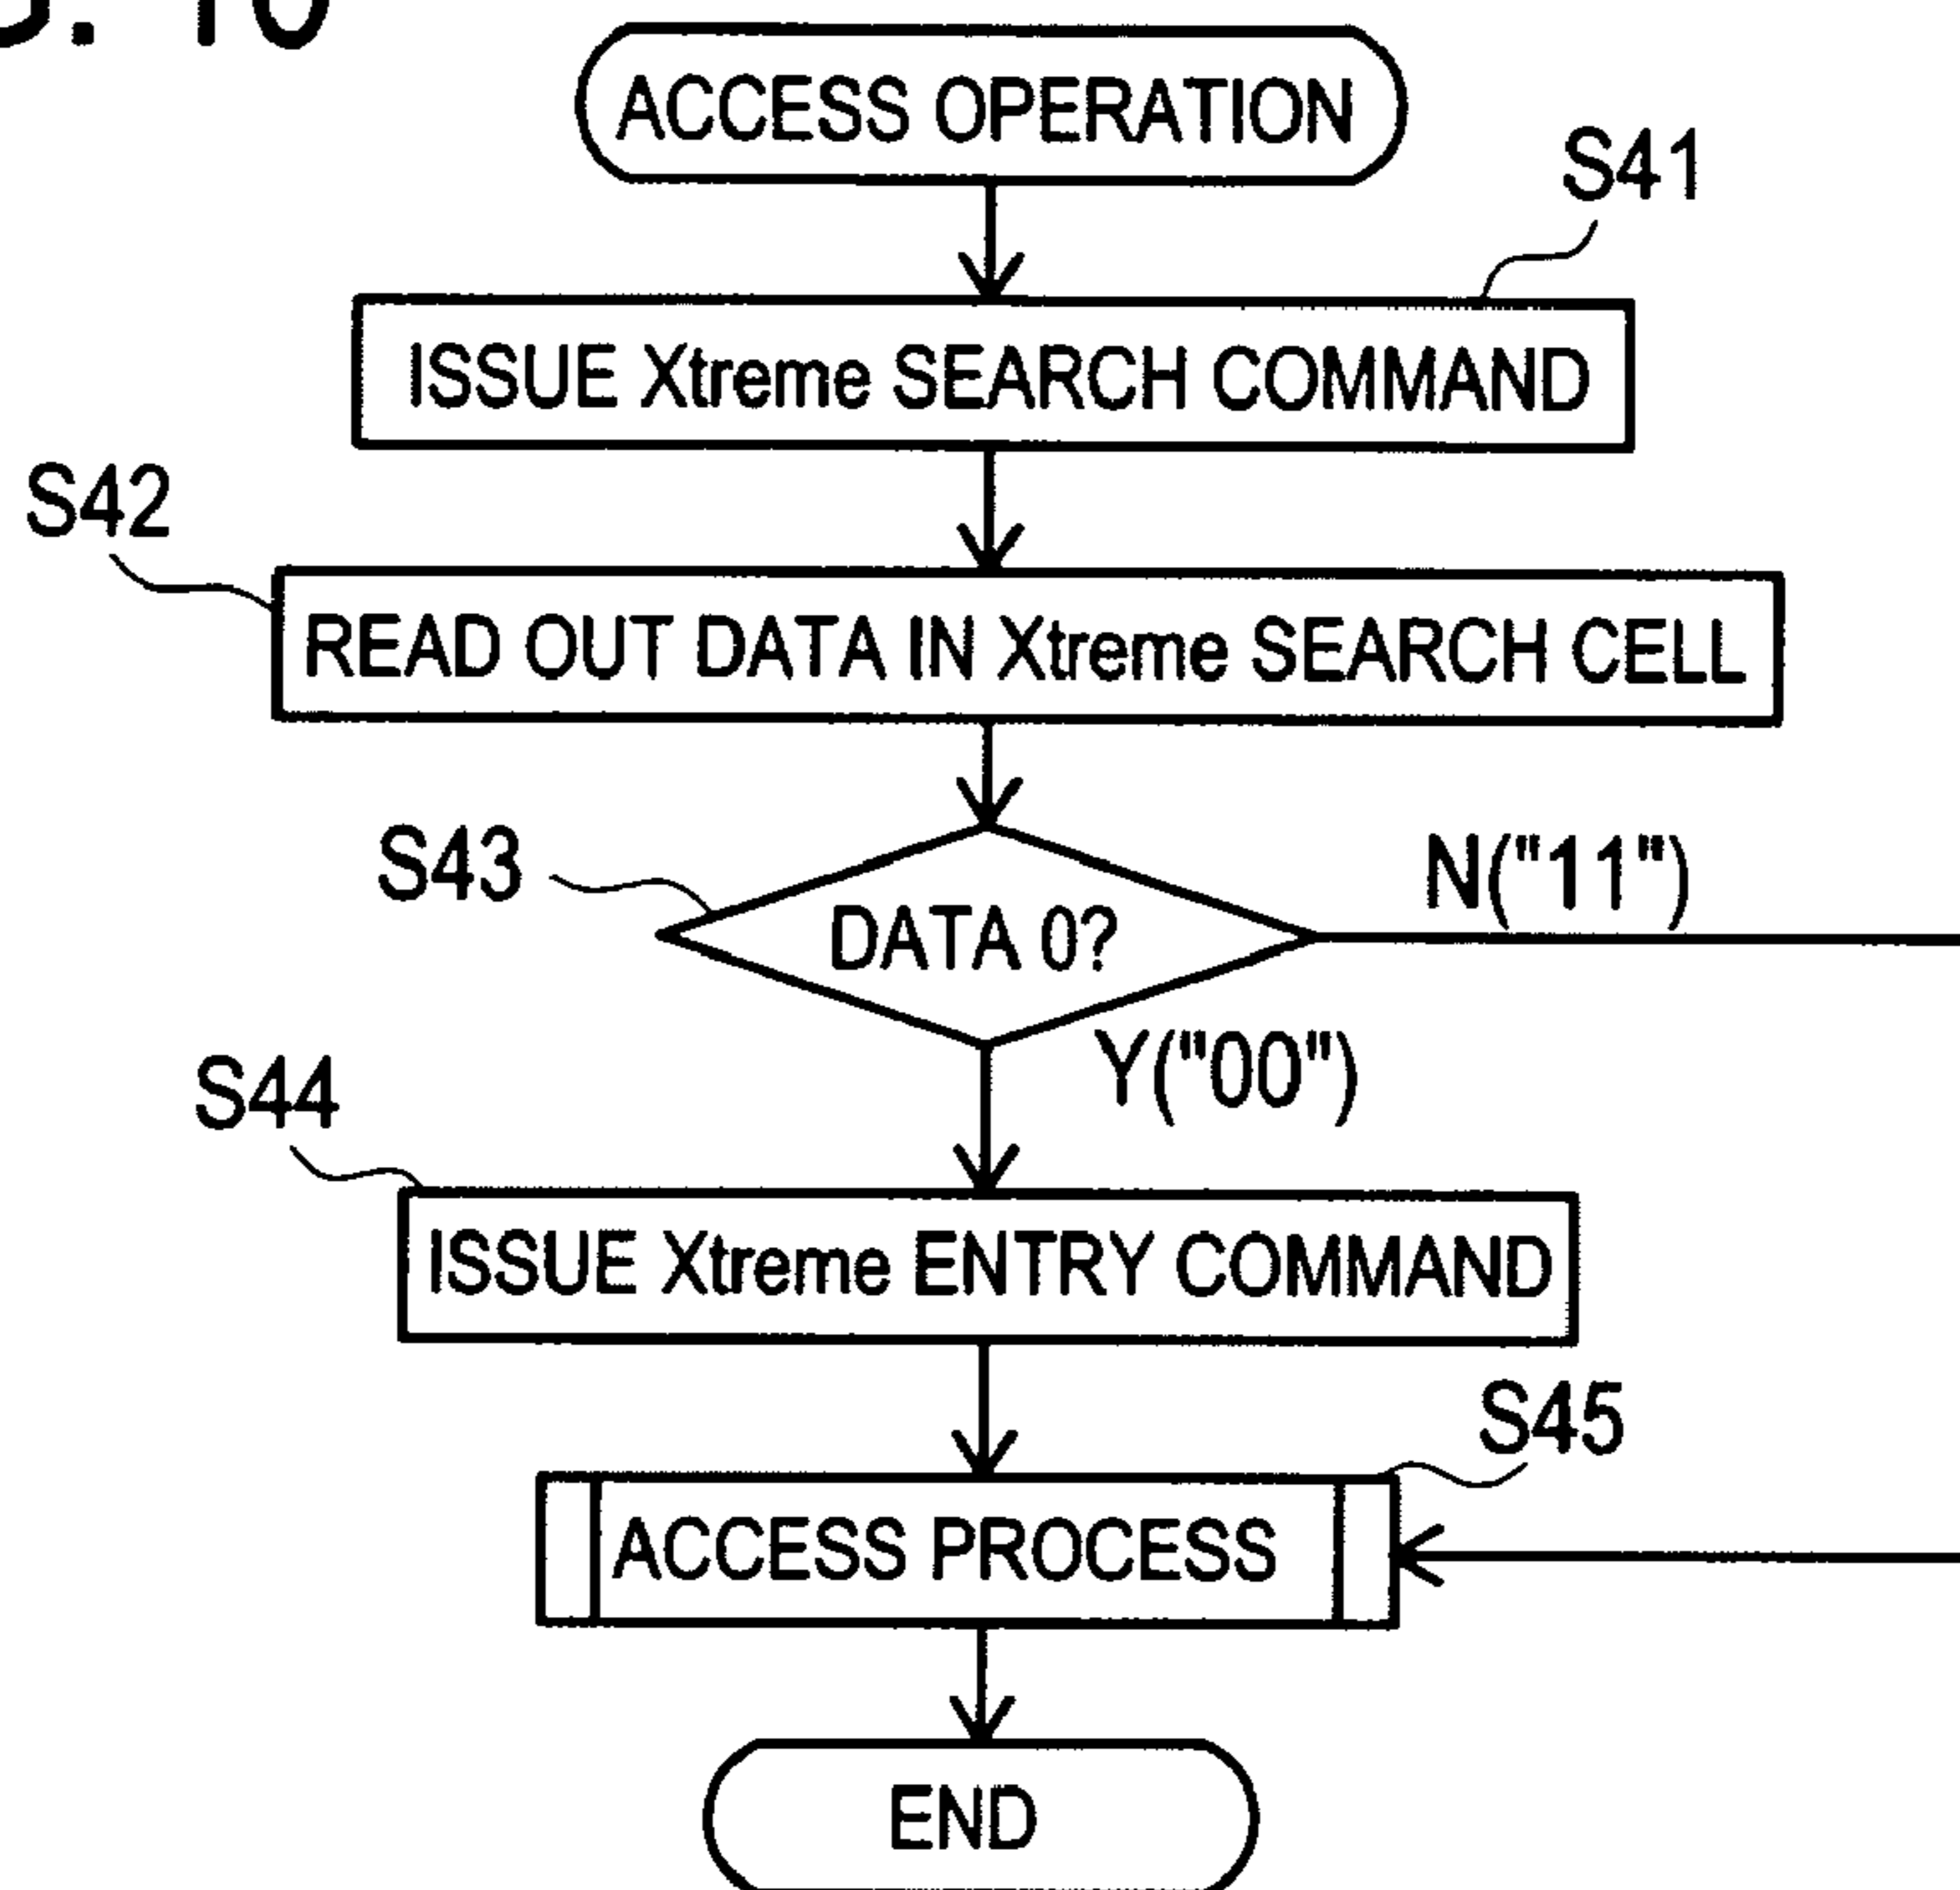 ACCESS OPERATION
S41
ISSUE Xtreme SEARCH COMMAND
S42
READ OUT DATA IN Xtreme SEARCH CELL
S43
DATA 0?
N("11")
Y("00")
S44
ISSUE Xtreme ENTRY COMMAND
S45
ACCESS PROCESS
END